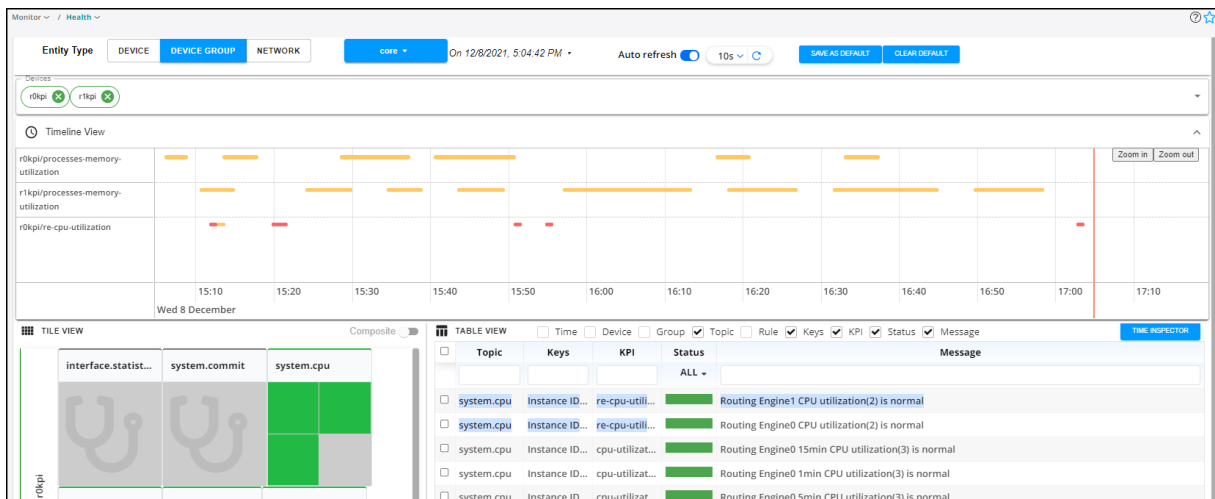 Monitor / Health
Entity Type DEVICE DEVICE GROUP NETWORK core On 12/8/2021, 5:04:42 PM Auto refresh 10s SAVE AS DEFAULT CLEAR DEFAULT
Devices
r0kpi r1kpi
Timeline View
Zoom in Zoom out
r0kpi/processes-memory-
utilization
r1kpi/processes-memory-
utilization
r0kpi/re-cpu-utilization
15:10 15:20 15:30 15:40 15:50 16:00 16:10 16:20 16:30 16:40 16:50 17:00 17:10
Wed 8 December
TILE VIEW Composite
interface.statist... system.commit system.cpu
r0kpi
TABLE VIEW Time Device Group Topic Rule Keys KPI Status Message TIME INSPECTOR
Topic Keys KPI Status Message
ALL
system.cpu Instance ID... re-cpu-utili... Routing Engine1 CPU utilization(2) is normal
system.cpu Instance ID... re-cpu-utili... Routing Engine0 CPU utilization(2) is normal
system.cpu Instance ID... cpu-utilizat... Routing Engine0 15min CPU utilization(3) is normal
system.cpu Instance ID... cpu-utilizat... Routing Engine0 1min CPU utilization(3) is normal
system.cpu Instance ID... cpu-utilizat... Routing Engine0 5min CPU utilization(3) is normal